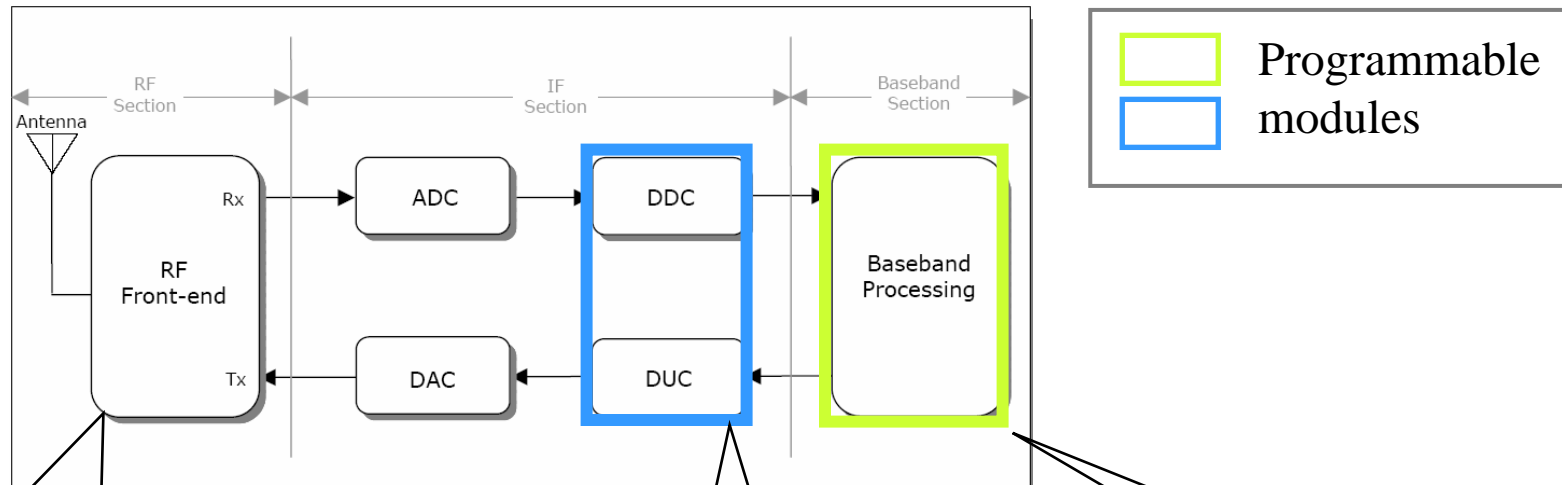 RF
Section
IF
Section
Baseband
Section
Antenna
Rx
RF
Front-end
Tx
ADC
DDC
DAC
DUC
Baseband
Processing
Programmable
modules